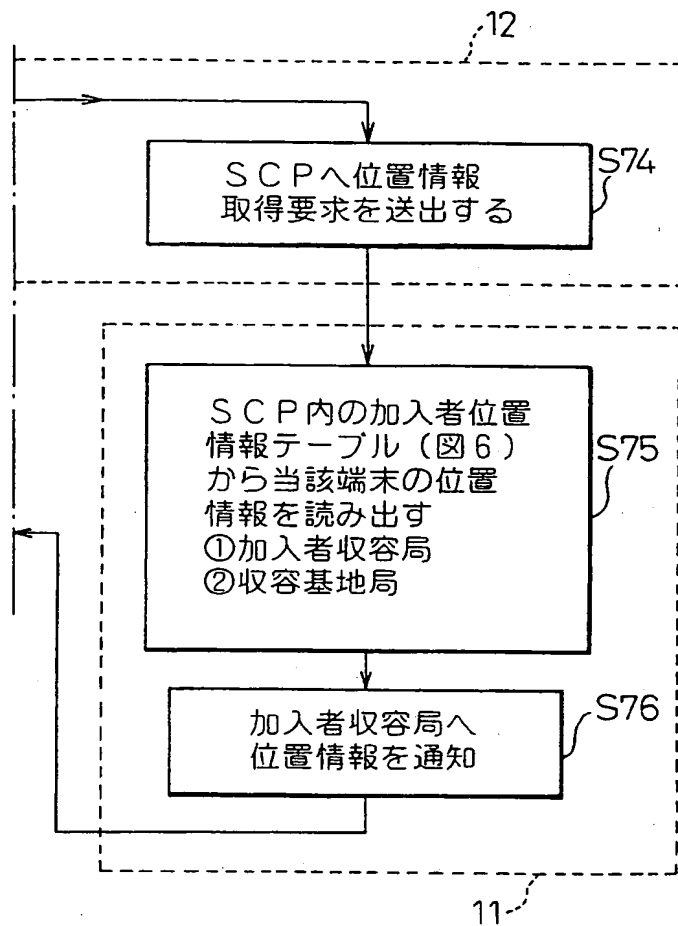 12
SCPへ位置情報
取得要求を送出する
S74
SCP内の加入者位置
情報テーブル(図6)
から当該端末の位置
情報を読み出す
①加入者収容局
②収容基地局
S75
加入者収容局へ
位置情報を通知
S76
11